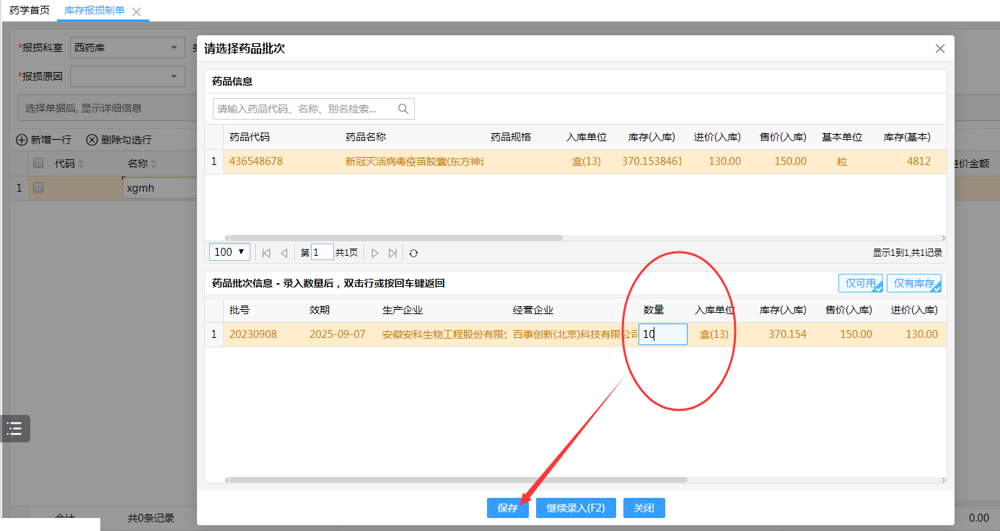 药学首页 库存报损制单
*报损科室 西药库
*报损原因
选择单据后, 显示详细信息
新增一行 删除勾选行
代码 名称 进价金额
1 xgmh
共0条记录 0.00
请选择药品批次
药品信息
请输入药品代码、名称、别名检索...
药品代码 药品名称 药品规格 入库单位 库存(入库) 进价(入库) 售价(入库) 基本单位 库存(基本)
1 436548678 新冠灭活病毒疫苗胶囊(东方神 盒(13) 370.1538461 130.00 150.00 粒 4812
100 第 1 共1页 显示1到1,共1记录
药品批次信息 - 录入数量后，双击行或按回车键返回 仅可用 仅有库存
批号 效期 生产企业 经营企业 数量 入库单位 库存(入库) 售价(入库) 进价(入库)
1 20230908 2025-09-07 安徽安科生物工程股份有限 百事创新(北京)科技有限公司 10 盒(13) 370.154 150.00 130.00
保存 继续录入(F2) 关闭